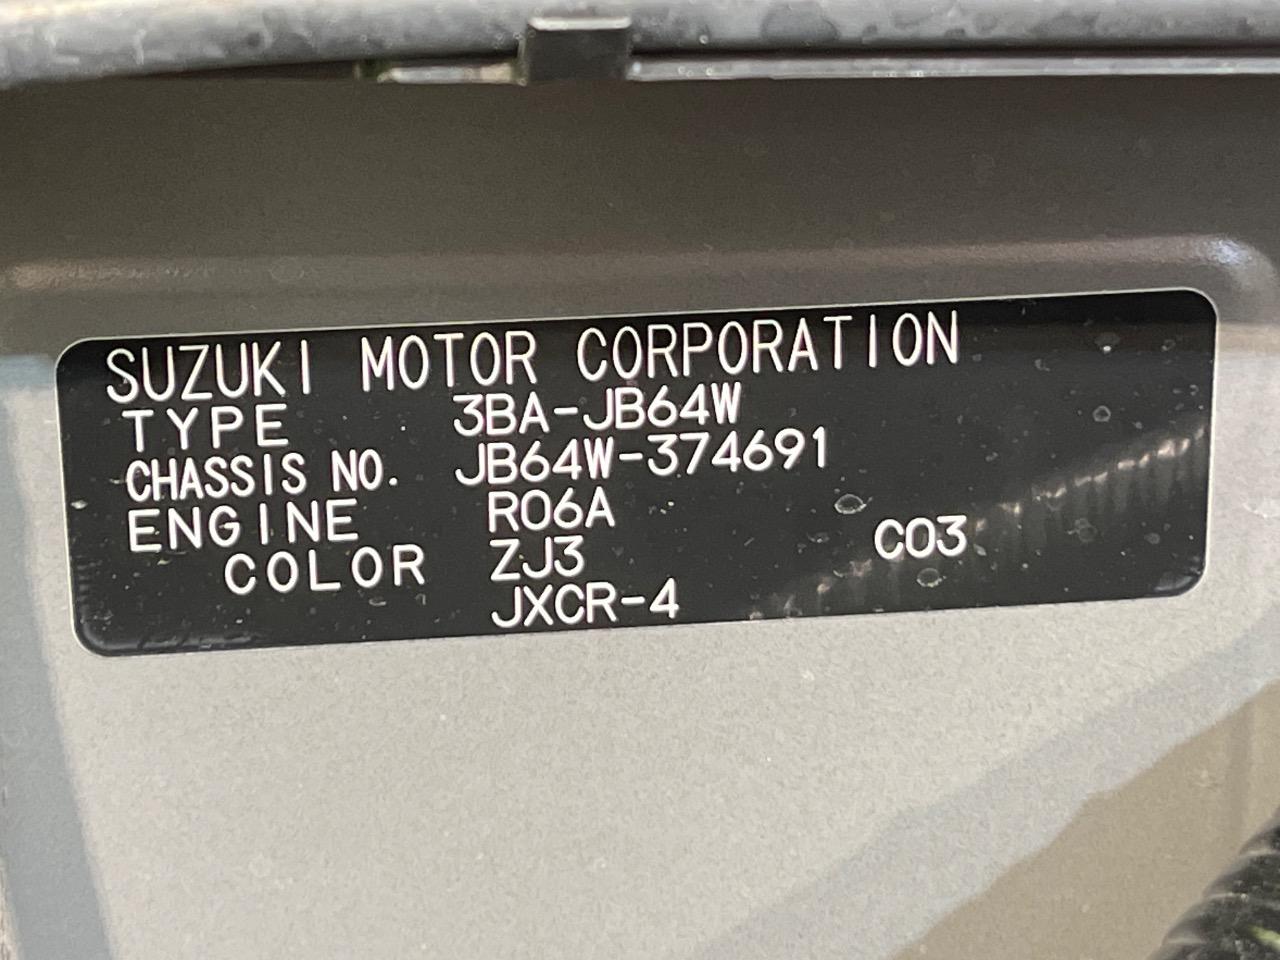 SUZUKI MOTOR CORPORATION
TYPE 3BA-JB64W
CHASSIS NO. JB64W-374691
ENGINE R06A
COLOR ZJ3 C03
JXCR-4